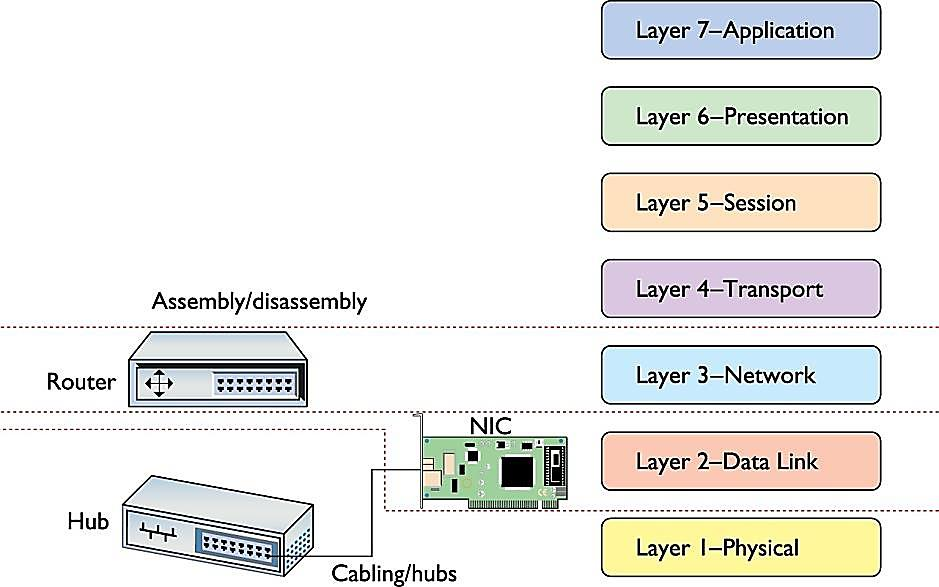 Layer 7–Application
Layer 6–Presentation
Layer 5–Session
Assembly/disassembly
Layer 4–Transport
Router
Layer 3–Network
NIC
Layer 2–Data Link
Hub
Layer 1–Physical
Cabling/hubs